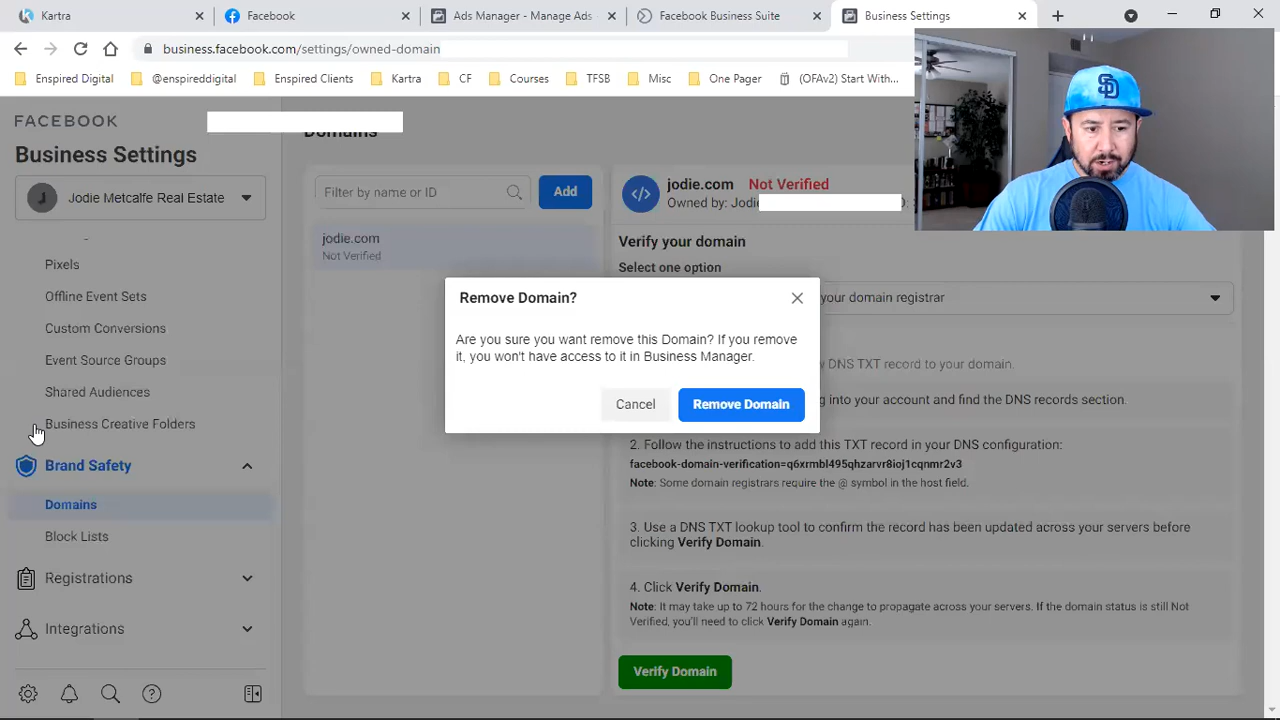 Kartra
Facebook
Ads Manager - Manage Ads
Facebook Business Suite
Business Settings
business.facebook.com/settings/owned-domain
Enspired Digital
@enspireddigital
Enspired Clients
Kartra
CF
Courses
TFSB
Misc
One Pager
(OFAv2) Start With...
SD
FACEBOOK
Business Settings
J
Jodie Metcalfe Real Estate
Pixels
Offline Event Sets
Custom Conversions
Event Source Groups
Shared Audiences
Business Creative Folders
Brand Safety
Domains
Block Lists
Registrations
Integrations
Domains
Filter by name or ID
Add
jodie.com
Not Verified
jodie.com Not Verified
Owned by: Jodie
Verify your domain
Select one option
your domain registrar
DNS TXT record to your domain.
ing into your account and find the DNS records section.
2. Follow the instructions to add this TXT record in your DNS configuration:
facebook-domain-verification=q6xrmbl495qhzarvr8ioj1cqnmr2v3
Note: Some domain registrars require the @ symbol in the host field.
3. Use a DNS TXT lookup tool to confirm the record has been updated across your servers before
clicking Verify Domain.
4. Click Verify Domain.
Note: It may take up to 72 hours for the change to propagate across your servers. If the domain status is still Not
Verified, you'll need to click Verify Domain again.
Verify Domain
Remove Domain?
Are you sure you want remove this Domain? If you remove
it, you won't have access to it in Business Manager.
Cancel
Remove Domain